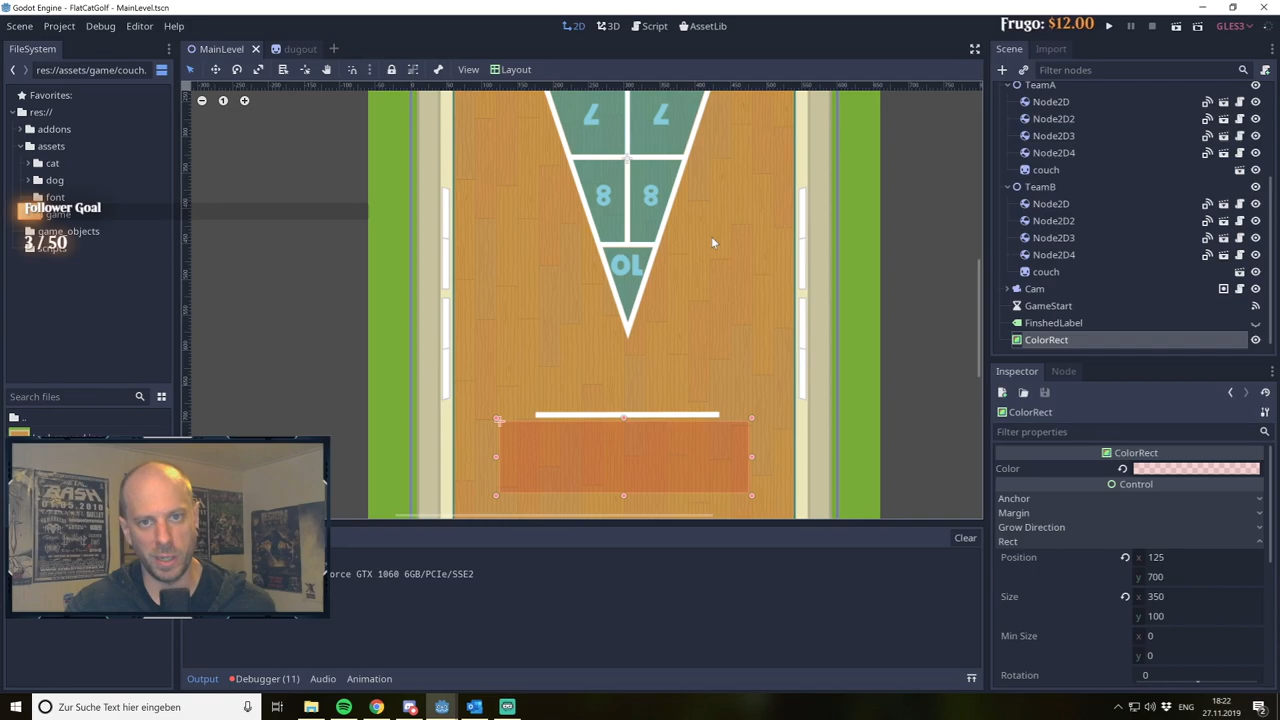 Godot Engine - FlatCatGolf - MainLevel.tscn
Scene Project Debug Editor Help
2D 3D Script AssetLib
Frugo: $12.00
GLES3
FileSystem
MainLevel
dugout
Scene Import
res://assets/game/couch.
View Layout
Filter nodes
Favorites:
res://
addons
assets
cat
dog
font
game
game_objects
scripts
Follower Goal
3 / 50
7 7
8 8
10
TeamA
Node2D
Node2D2
Node2D3
Node2D4
couch
TeamB
Node2D
Node2D2
Node2D3
Node2D4
couch
Cam
GameStart
FinshedLabel
ColorRect
Inspector Node
ColorRect
Filter properties
ColorRect
Color
Control
Anchor
Margin
Grow Direction
Rect
Position x 125
y 700
Size x 350
y 100
Min Size x 0
y 0
Rotation 0
Search files
..
Clear
orce GTX 1060 6GB/PCIe/SSE2
Output Debugger (11) Audio Animation
Zur Suche Text hier eingeben
ENG
18:22
27.11.2019
2